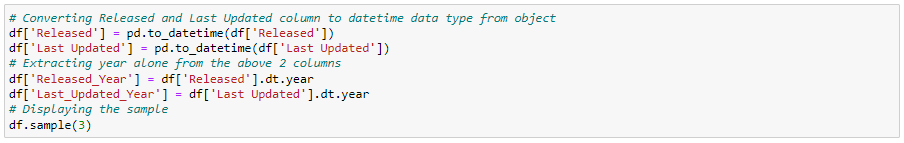 # Converting Released and Last Updated column to datetime data type from object
df['Released'] = pd.to_datetime(df['Released'])
df['Last Updated'] = pd.to_datetime(df['Last Updated'])
# Extracting year alone from the above 2 columns
df['Released_Year'] = df['Released'].dt.year
df['Last_Updated_Year'] = df['Last Updated'].dt.year
# Displaying the sample
df.sample(3)